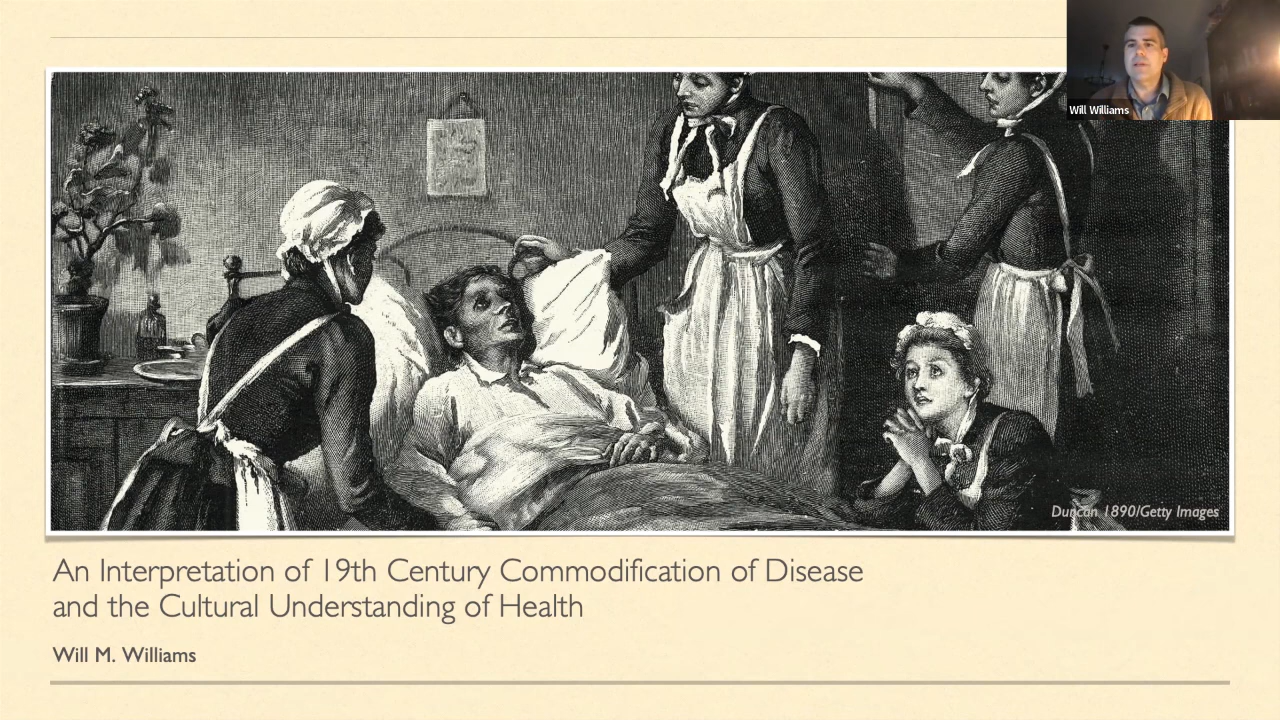 Will Williams
Duncan 1890/Getty Images
An Interpretation of 19th Century Commodification of Disease
and the Cultural Understanding of Health
Will M. Williams